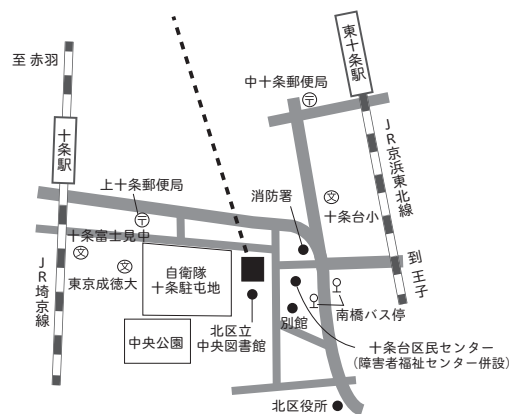 東十条駅
至 赤羽
中十条郵便局
〒
十条駅
JR京浜東北線
上十条郵便局
〒
消防署
文
十条台小
十条富士見中
文
文
東京成徳大
JR埼京線
自衛隊
十条駐屯地
到 王子
北区立
中央図書館
別館
南橋バス停
中央公園
十条台区民センター
(障害者福祉センター併設)
北区役所